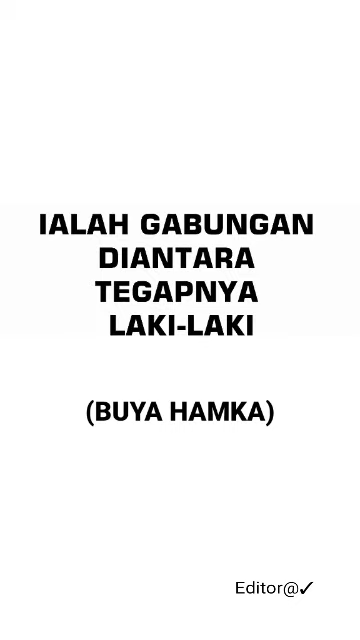 IALAH GABUNGAN
DIANTARA
TEGAPNYA
LAKI-LAKI
(BUYA HAMKA)
Editor@✓